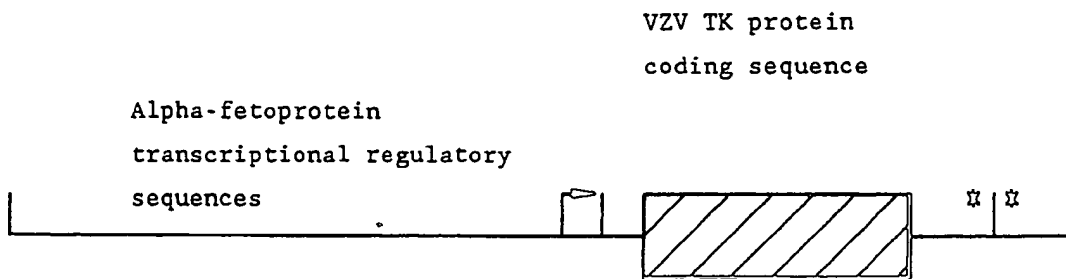 VZV TK protein
coding sequence
Alpha-fetoprotein
transcriptional regulatory
sequences